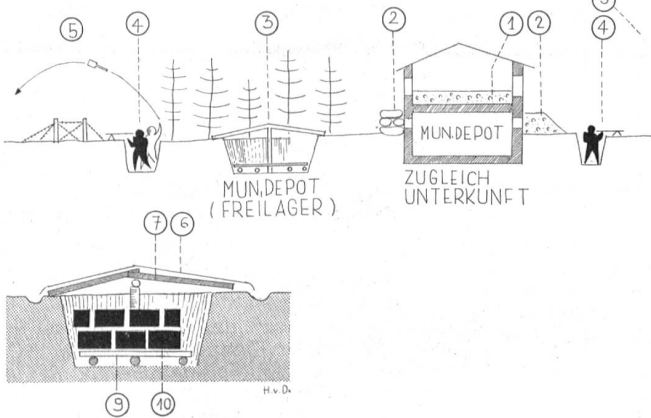 5
4
3
2
1
2
3
4
MUN.DEPOT
(FREILAGER)
MUN.DEPOT
ZUGLEICH
UNTERKUNFT
7
6
9
10
H.v.D.